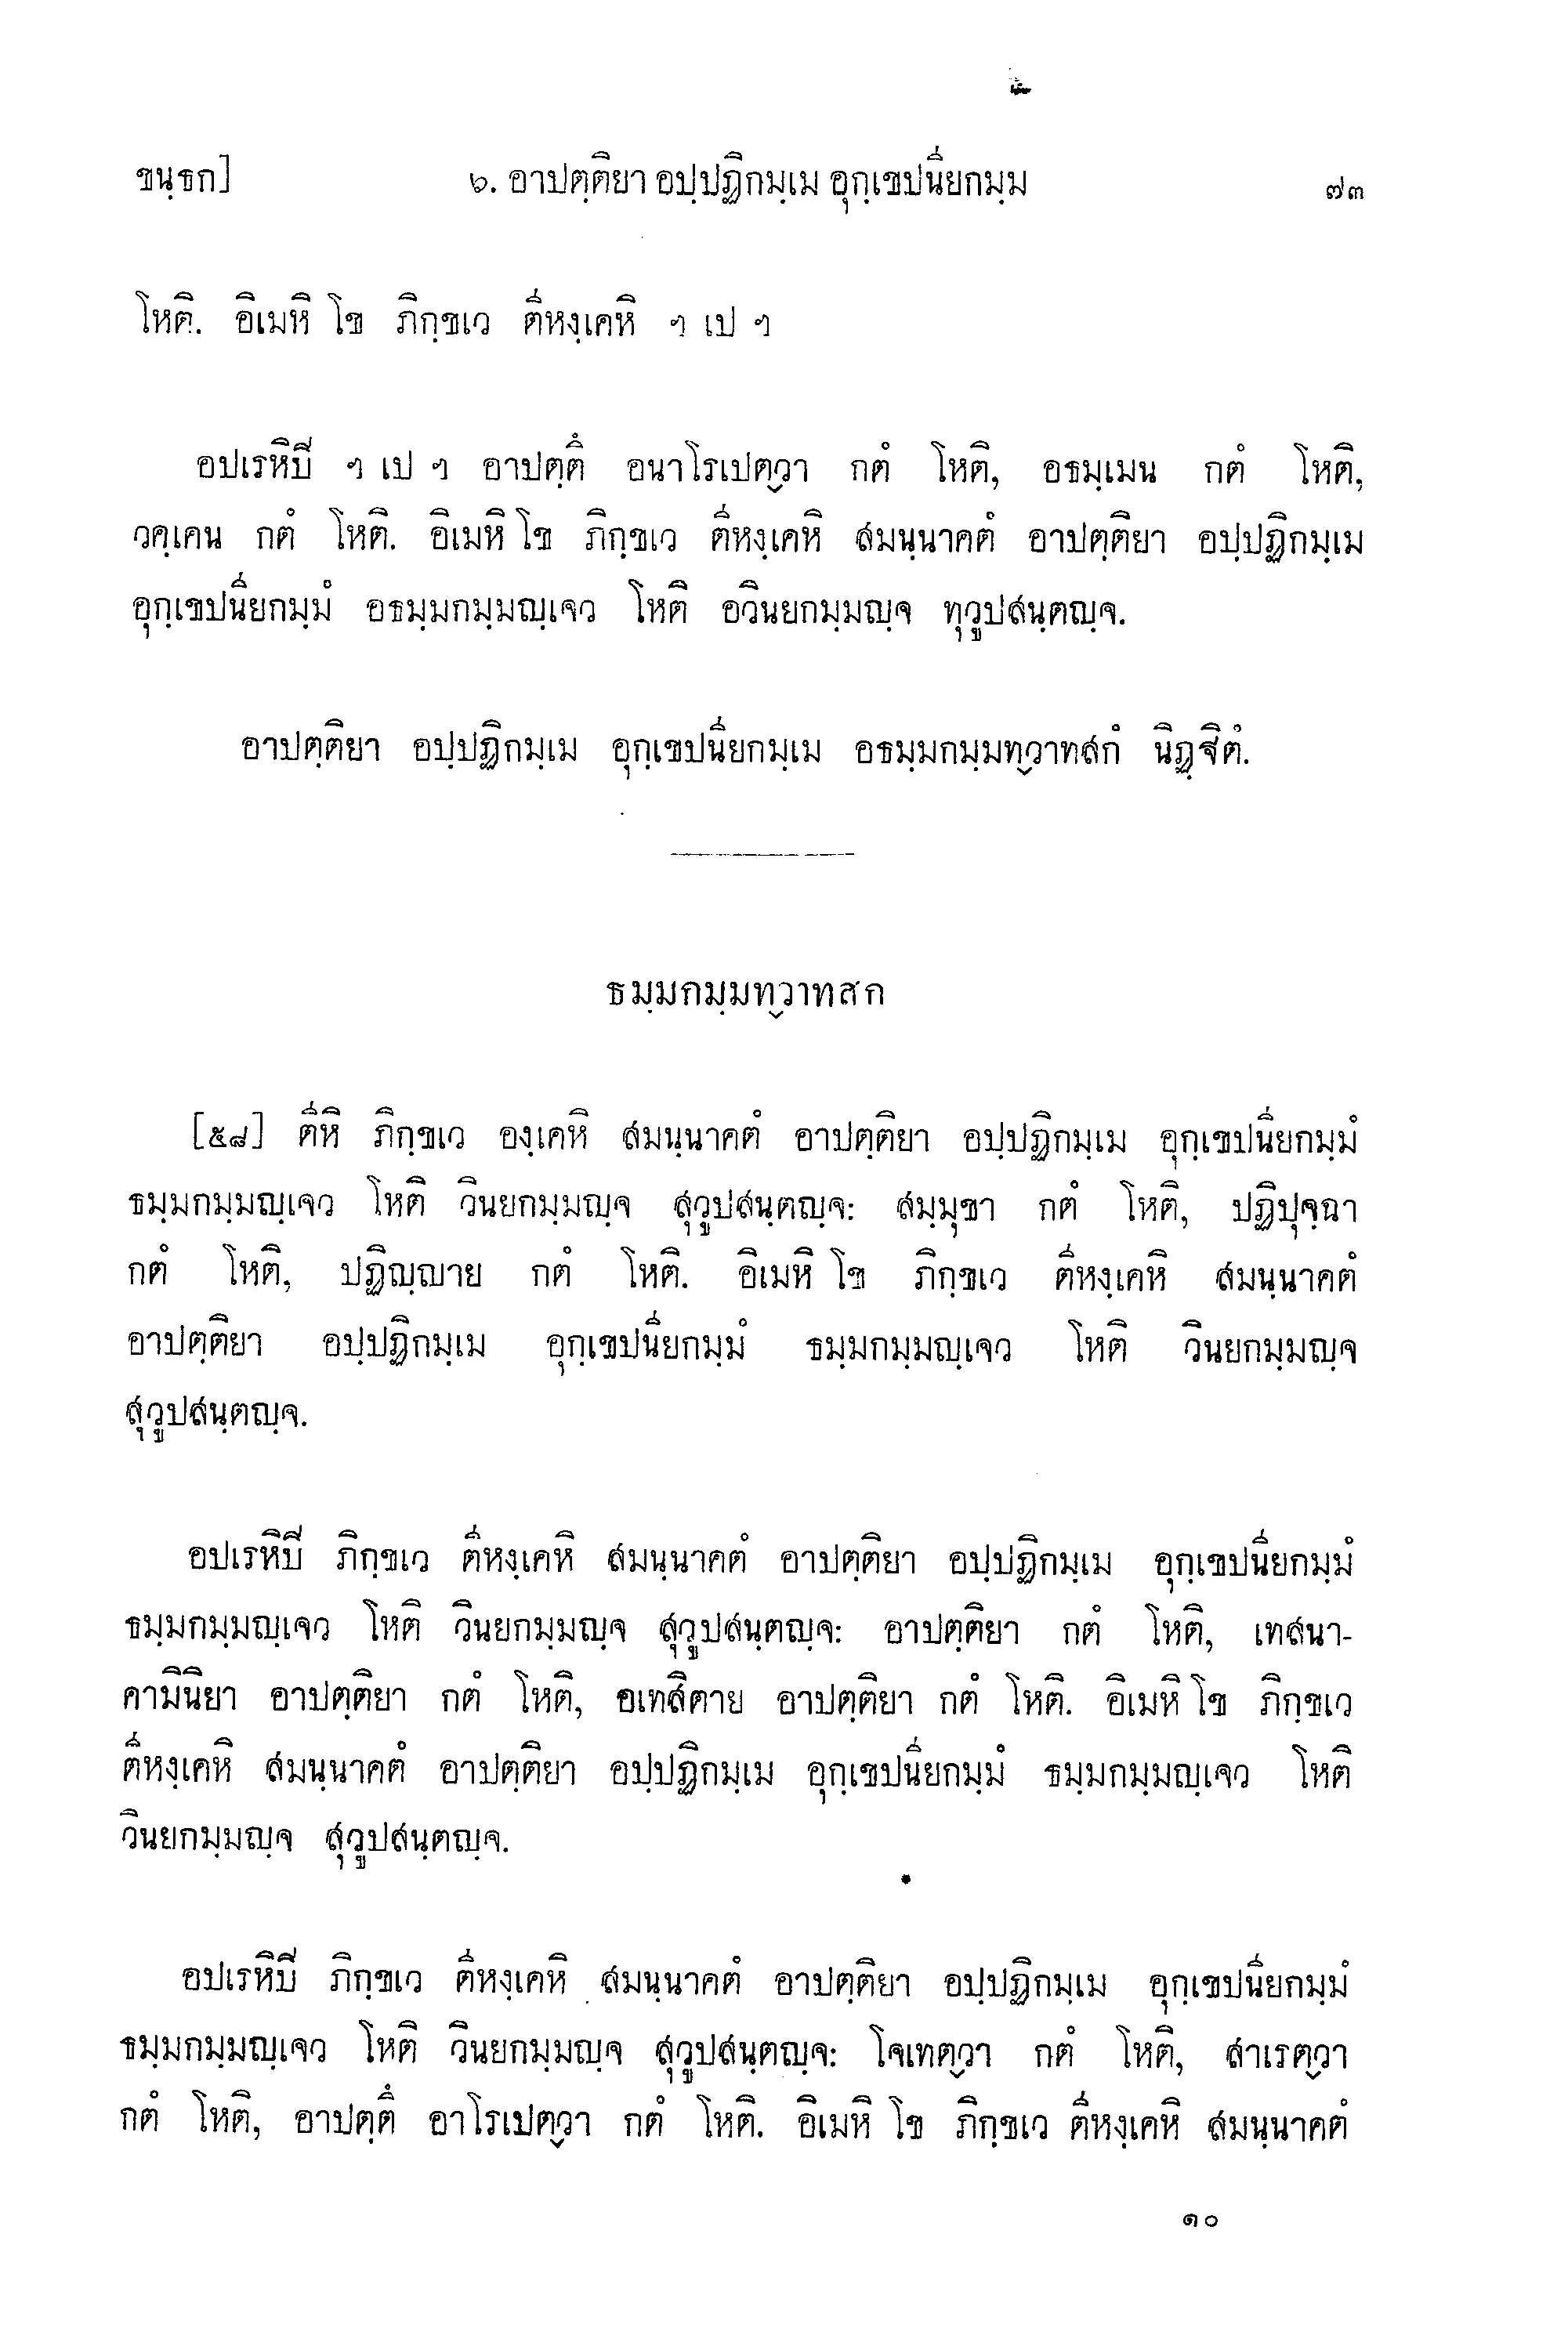 ขนฺธก]
๖. อาปตฺติยา อปฺปฏิกมฺเม อุกฺเขปนียกมฺม
๗๓
โหติ. อิเมหิ โข ภิกฺขเว ตีหงฺเคหิ ฯ เป ฯ
อปเรหิปี ฯ เป ฯ อาปตฺตึ อนาโรเปตฺวา กตํ โหติ, อธมฺเมน กตํ โหติ,
วคฺเคน กตํ โหติ. อิเมหิ โข ภิกฺขเว ตีหงฺเคหิ สมนฺนาคตํ อาปตฺติยา อปฺปฏิกมฺเม
อุกฺเขปนียกมฺมํ อธมฺมกมฺมญฺเจว โหติ อวินยกมฺมญฺจ ทุวูปสนฺตญฺจ.
อาปตฺติยา อปฺปฏิกมฺเม อุกฺเขปนียกมฺเม อธมฺมกมฺมทฺวาทสกํ นิฏฺฐิตํ.
ธมฺมกมฺมทฺวาทสก
[๕๘] ตีหิ ภิกฺขเว องฺเคหิ สมนฺนาคตํ อาปตฺติยา อปฺปฏิกมฺเม อุกฺเขปนียกมฺมํ
ธมฺมกมฺมญฺเจว โหติ วินยกมฺมญฺจ สุวูปสนฺตญฺจ: สมฺมุขา กตํ โหติ, ปฏิปุจฺฉา
กตํ โหติ, ปฏิญฺญาย กตํ โหติ. อิเมหิ โข ภิกฺขเว ตีหงฺเคหิ สมนฺนาคตํ
อาปตฺติยา อปฺปฏิกมฺเม อุกฺเขปนียกมฺมํ ธมฺมกมฺมญฺเจว โหติ วินยกมฺมญฺจ
สุวูปสนฺตญฺจ.
อปเรหิปี ภิกฺขเว ตีหงฺเคหิ สมนฺนาคตํ อาปตฺติยา อปฺปฏิกมฺเม อุกฺเขปนียกมฺมํ
ธมฺมกมฺมญฺเจว โหติ วินยกมฺมญฺจ สุวูปสนฺตญฺจ: อาปตฺติยา กตํ โหติ, เทสนา-
คามินิยา อาปตฺติยา กตํ โหติ, อเทสิตาย อาปตฺติยา กตํ โหติ. อิเมหิ โข ภิกฺขเว
ตีหงฺเคหิ สมนฺนาคตํ อาปตฺติยา อปฺปฏิกมฺเม อุกฺเขปนียกมฺมํ ธมฺมกมฺมญฺเจว โหติ
วินยกมฺมญฺจ สุวูปสนฺตญฺจ.
อปเรหิปี ภิกฺขเว ตีหงฺเคหิ สมนฺนาคตํ อาปตฺติยา อปฺปฏิกมฺเม อุกฺเขปนียกมฺมํ
ธมฺมกมฺมญฺเจว โหติ วินยกมฺมญฺจ สุวูปสนฺตญฺจ: โจเทตฺวา กตํ โหติ, สาเรตฺวา
กตํ โหติ, อาปตฺตึ อาโรเปตฺวา กตํ โหติ. อิเมหิ โข ภิกฺขเว ตีหงฺเคหิ สมนฺนาคตํ
๑๐